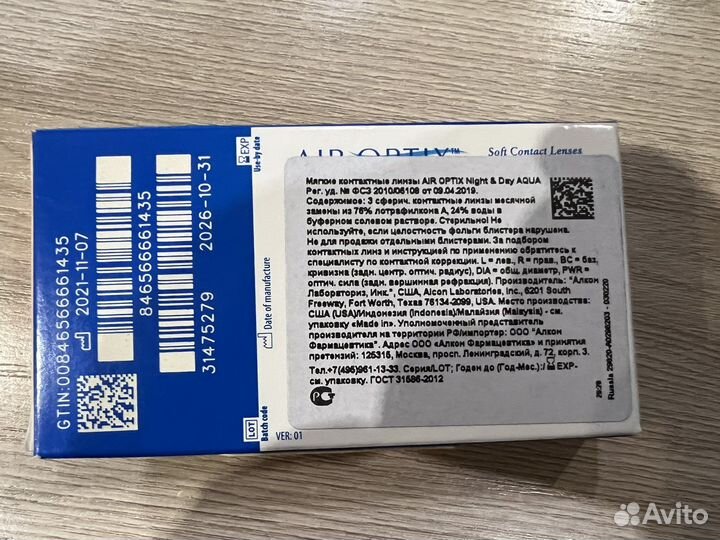 AIR OPTIX™
Soft Contact Lenses
Мягкие контактные линзы AIR OPTIX Night & Day AQUA
Рег. уд. № ФСЗ 2010/06108 от 09.04.2019.
Содержимое: 3 сферич. контактные линзы месячной
замены из 76% лотрафилкона А, 24% воды в
буферном солевом растворе. Стерильно! Не
используйте, если целостность фольги блистера нарушена.
Не для продажи отдельными блистерами. За подбором
контактных линз и инструкцией по применению обратитесь к
специалисту по контактной коррекции. L = лев., R = прав., BC = баз.
кривизна (задн. центр. оптич. радиус), DIA = общ. диаметр, PWR =
оптич. сила (задн. вершинная рефракция). Производитель: "Алкон
Лабораториз, Инк.", США, Alcon Laboratories, Inc., 6201 South
Freeway, Fort Worth, Texas 76134-2099, USA. Место производства:
США (USA)/Индонезия (Indonesia)/Малайзия (Malaysia) - см.
упаковку «Made in». Уполномоченный представитель
производителя на территории РФ/Импортер: ООО "Алкон
Фармацевтика". Адрес ООО «Алкон Фармацевтика» и принятия
претензий: 125315, Москва, просп. Ленинградский, д. 72, корп. 3.
Тел.+7(495)961-13-33. Серия/LOT; Годен до (Год-Мес.):/EXP-
см. упаковку. ГОСТ 31586-2012
20/20
Russia
VER: 01
GTIN:00846566661435
2021-11-07
846566661435
2026-10-31
31475279
EXP
Use-by date
Date of manufacture
LOT
Batch code
Avito